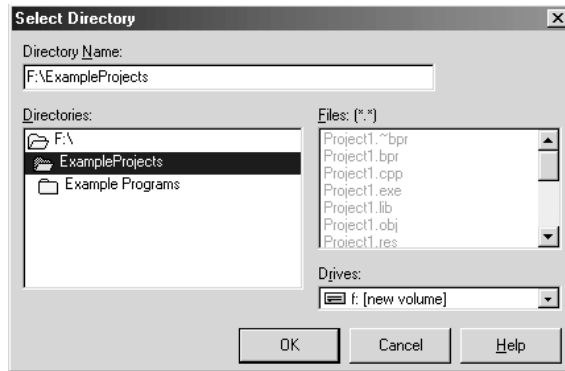 Select Directory
Directory Name:
F:\ExampleProjects
Directories:
F:\
ExampleProjects
Example Programs
Files: (*.*)
Project1.~bpr
Project1.bpr
Project1.cpp
Project1.exe
Project1.lib
Project1.obj
Project1.res
Drives:
f: [new volume]
OK
Cancel
Help